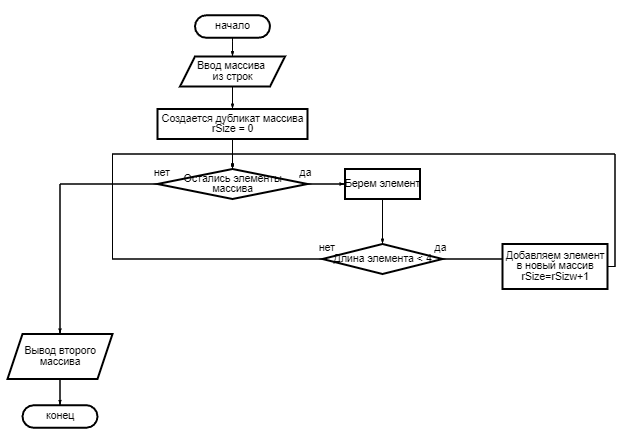 начало
Ввод массива
из строк
Создается дубликат массива
rSize = 0
нет
Остались элементы
массива
да
Берем элемент
нет
Длина элемента < 4
да
Добавляем элемент
в новый массив
rSize=rSizw+1
Вывод второго
массива
конец